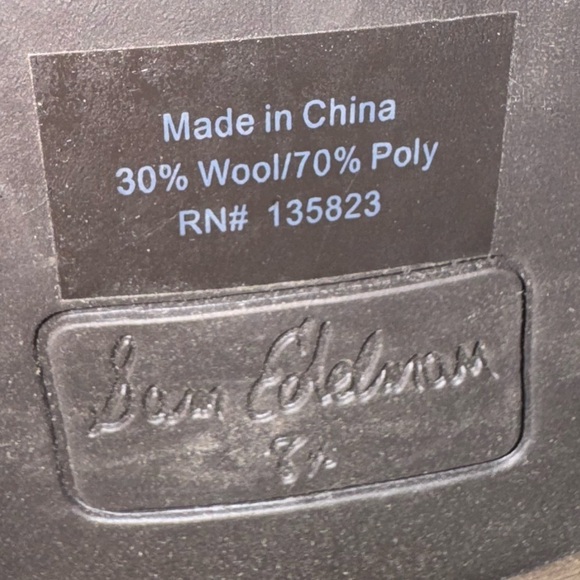 Made in China
30% Wool/70% Poly
RN# 135823
Sam Edelman